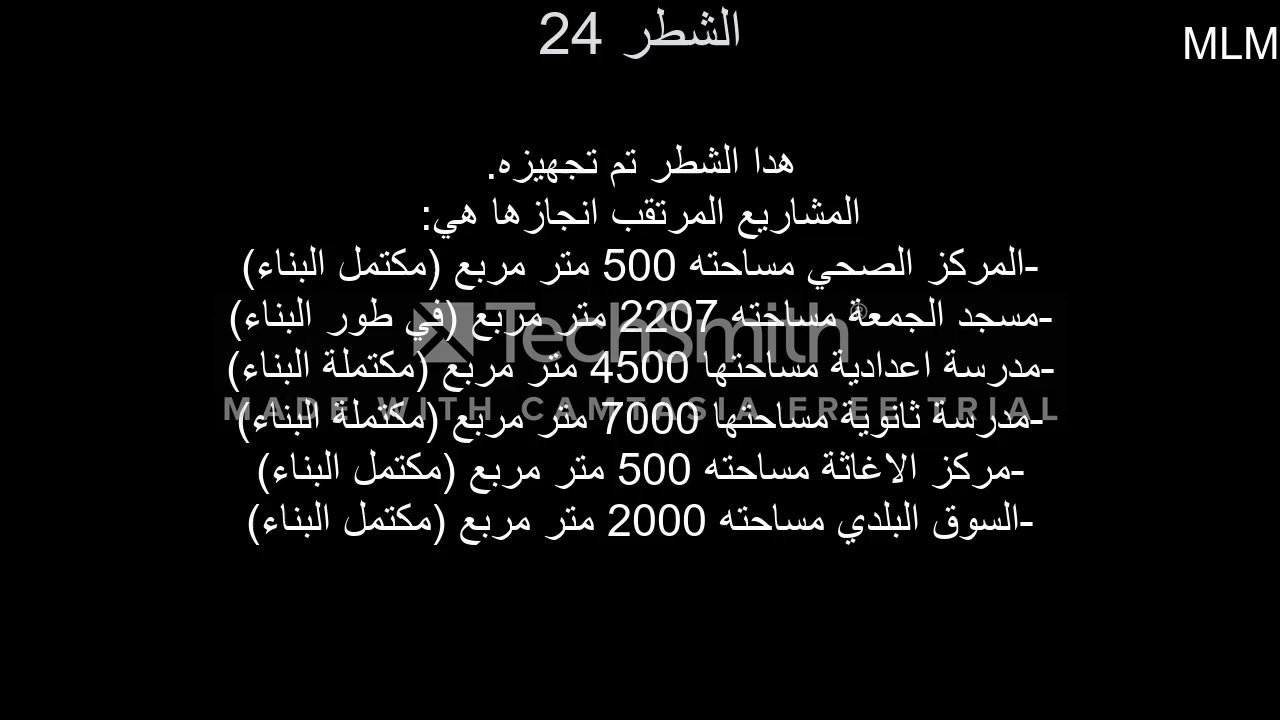 الشطر 24
MLM
هدا الشطر تم تجهيزه.
المشاريع المرتقب انجازها هي:
-المركز الصحي مساحته 500 متر مربع (مكتمل البناء)
-مسجد الجمعة مساحته 2207 متر مربع (في طور البناء)
TechSmith®
-مدرسة اعدادية مساحتها 4500 متر مربع (مكتملة البناء)
MADE WITH CAMTASIA FREE TRIAL
-مدرسة ثانوية مساحتها 7000 متر مربع (مكتملة البناء)
-مركز الاغاثة مساحته 500 متر مربع (مكتمل البناء)
-السوق البلدي مساحته 2000 متر مربع (مكتمل البناء)